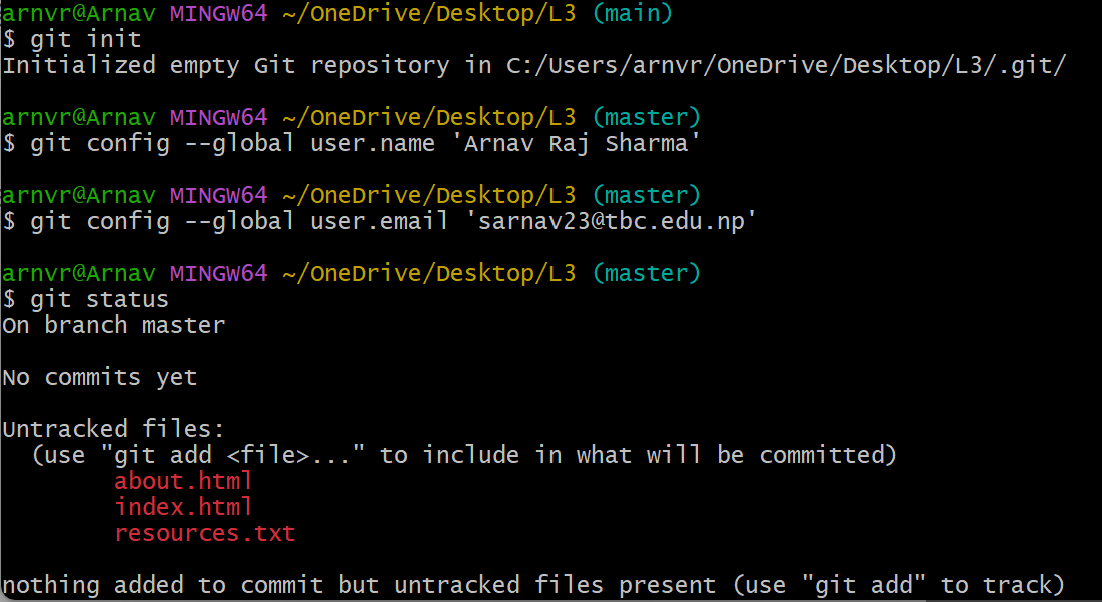 arnvr@Arnav MINGW64 ~/OneDrive/Desktop/L3 (main)
$ git init
Initialized empty Git repository in C:/Users/arnvr/OneDrive/Desktop/L3/.git/
arnvr@Arnav MINGW64 ~/OneDrive/Desktop/L3 (master)
$ git config --global user.name 'Arnav Raj Sharma'
arnvr@Arnav MINGW64 ~/OneDrive/Desktop/L3 (master)
$ git config --global user.email 'sarnav23@tbc.edu.np'
arnvr@Arnav MINGW64 ~/OneDrive/Desktop/L3 (master)
$ git status
On branch master
No commits yet
Untracked files:
  (use "git add <file>..." to include in what will be committed)
        about.html
        index.html
        resources.txt
nothing added to commit but untracked files present (use "git add" to track)